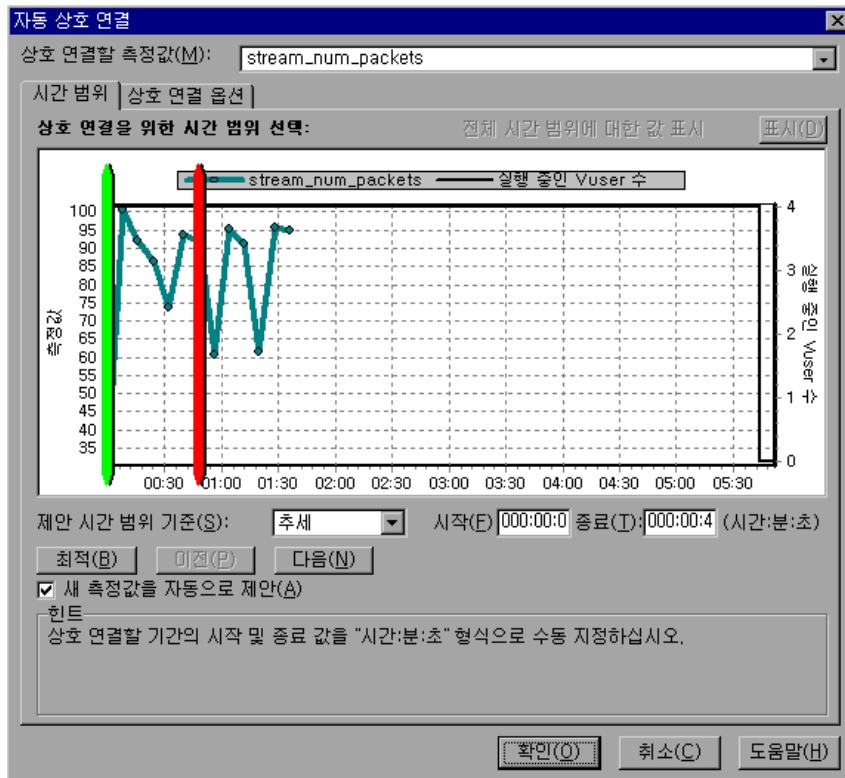 자동 상호 연결
상호 연결할 측정값(M): stream_num_packets
시간 범위 상호 연결 옵션
상호 연결을 위한 시간 범위 선택: 전체 시간 범위에 대한 값 표시 표시(D)
stream_num_packets 실행 중인 Vuser 수
100
95
90
85
80
75
70
65
60
55
50
45
40
35
측정값
4
3
2
1
0
실행 중인 Vuser 수
00:30 01:00 01:30 02:00 02:30 03:00 03:30 04:00 04:30 05:00 05:30
제안 시간 범위 기준(S): 추세 시작(F) 000:00:0 종료(T): 000:00:4 (시간:분:초)
최적(B) 이전(P) 다음(N)
새 측정값을 자동으로 제안(A)
힌트
상호 연결할 기간의 시작 및 종료 값을 "시간:분:초" 형식으로 수동 지정하십시오.
확인(O) 취소(C) 도움말(H)